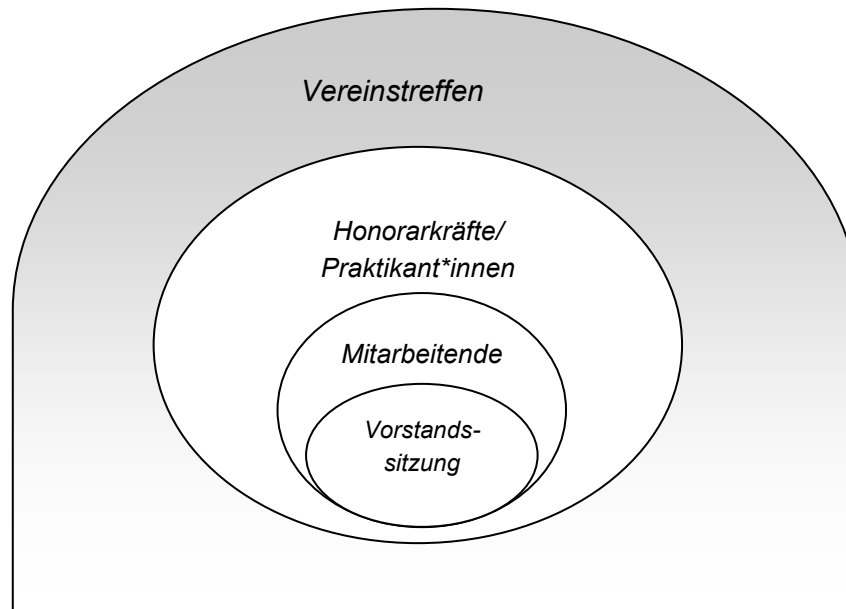 Vereinstreffen
Honorarkräfte/
Praktikant*innen
Mitarbeitende
Vorstands-
sitzung